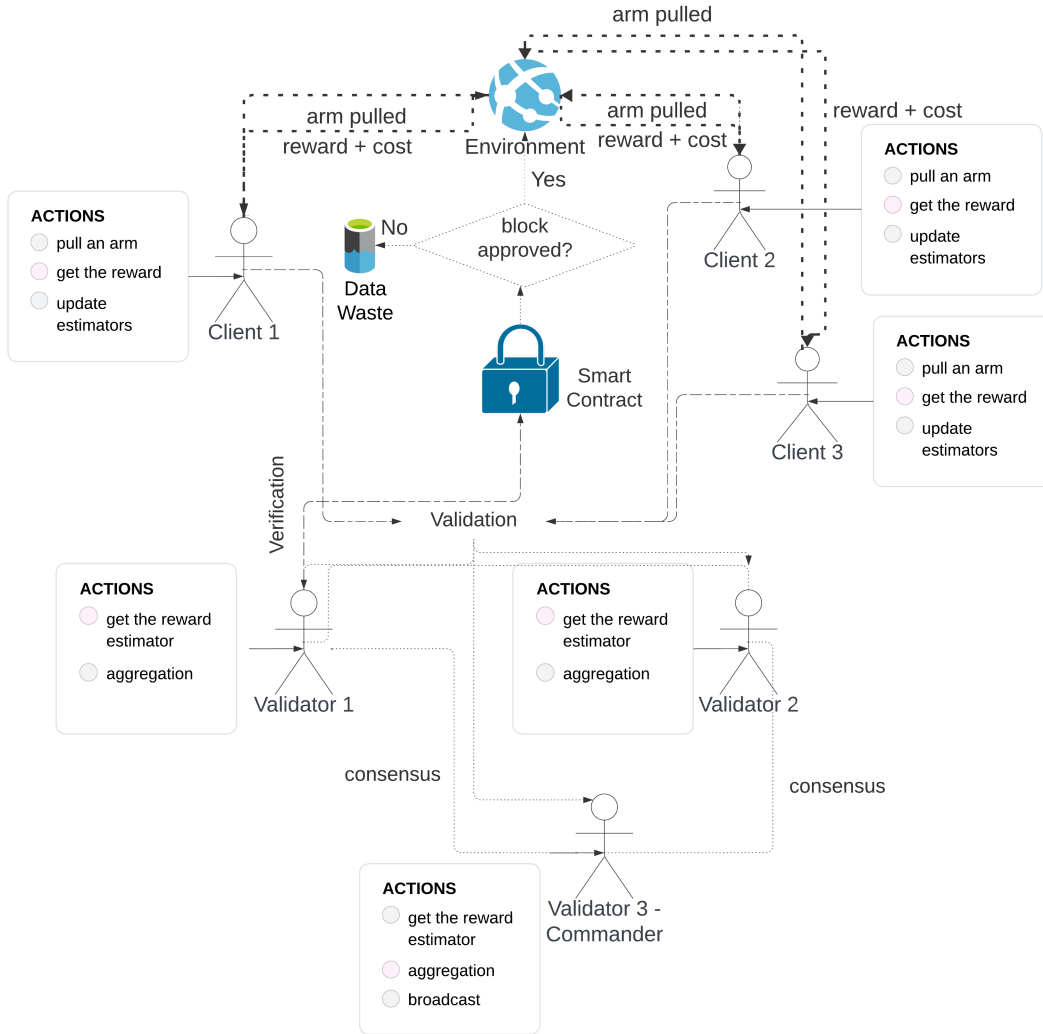 arm pulled
arm pulled
reward + cost
arm pulled
reward + cost
reward + cost
Environment
Yes
block
approved?
No
Data
Waste
ACTIONS
pull an arm
get the reward
update
estimators
Client 1
ACTIONS
pull an arm
get the reward
update
estimators
Client 2
Smart
Contract
ACTIONS
pull an arm
get the reward
update
estimators
Client 3
Verification
Validation
ACTIONS
get the reward
estimator
aggregation
Validator 1
ACTIONS
get the reward
estimator
aggregation
Validator 2
consensus
consensus
ACTIONS
get the reward
estimator
aggregation
broadcast
Validator 3 -
Commander